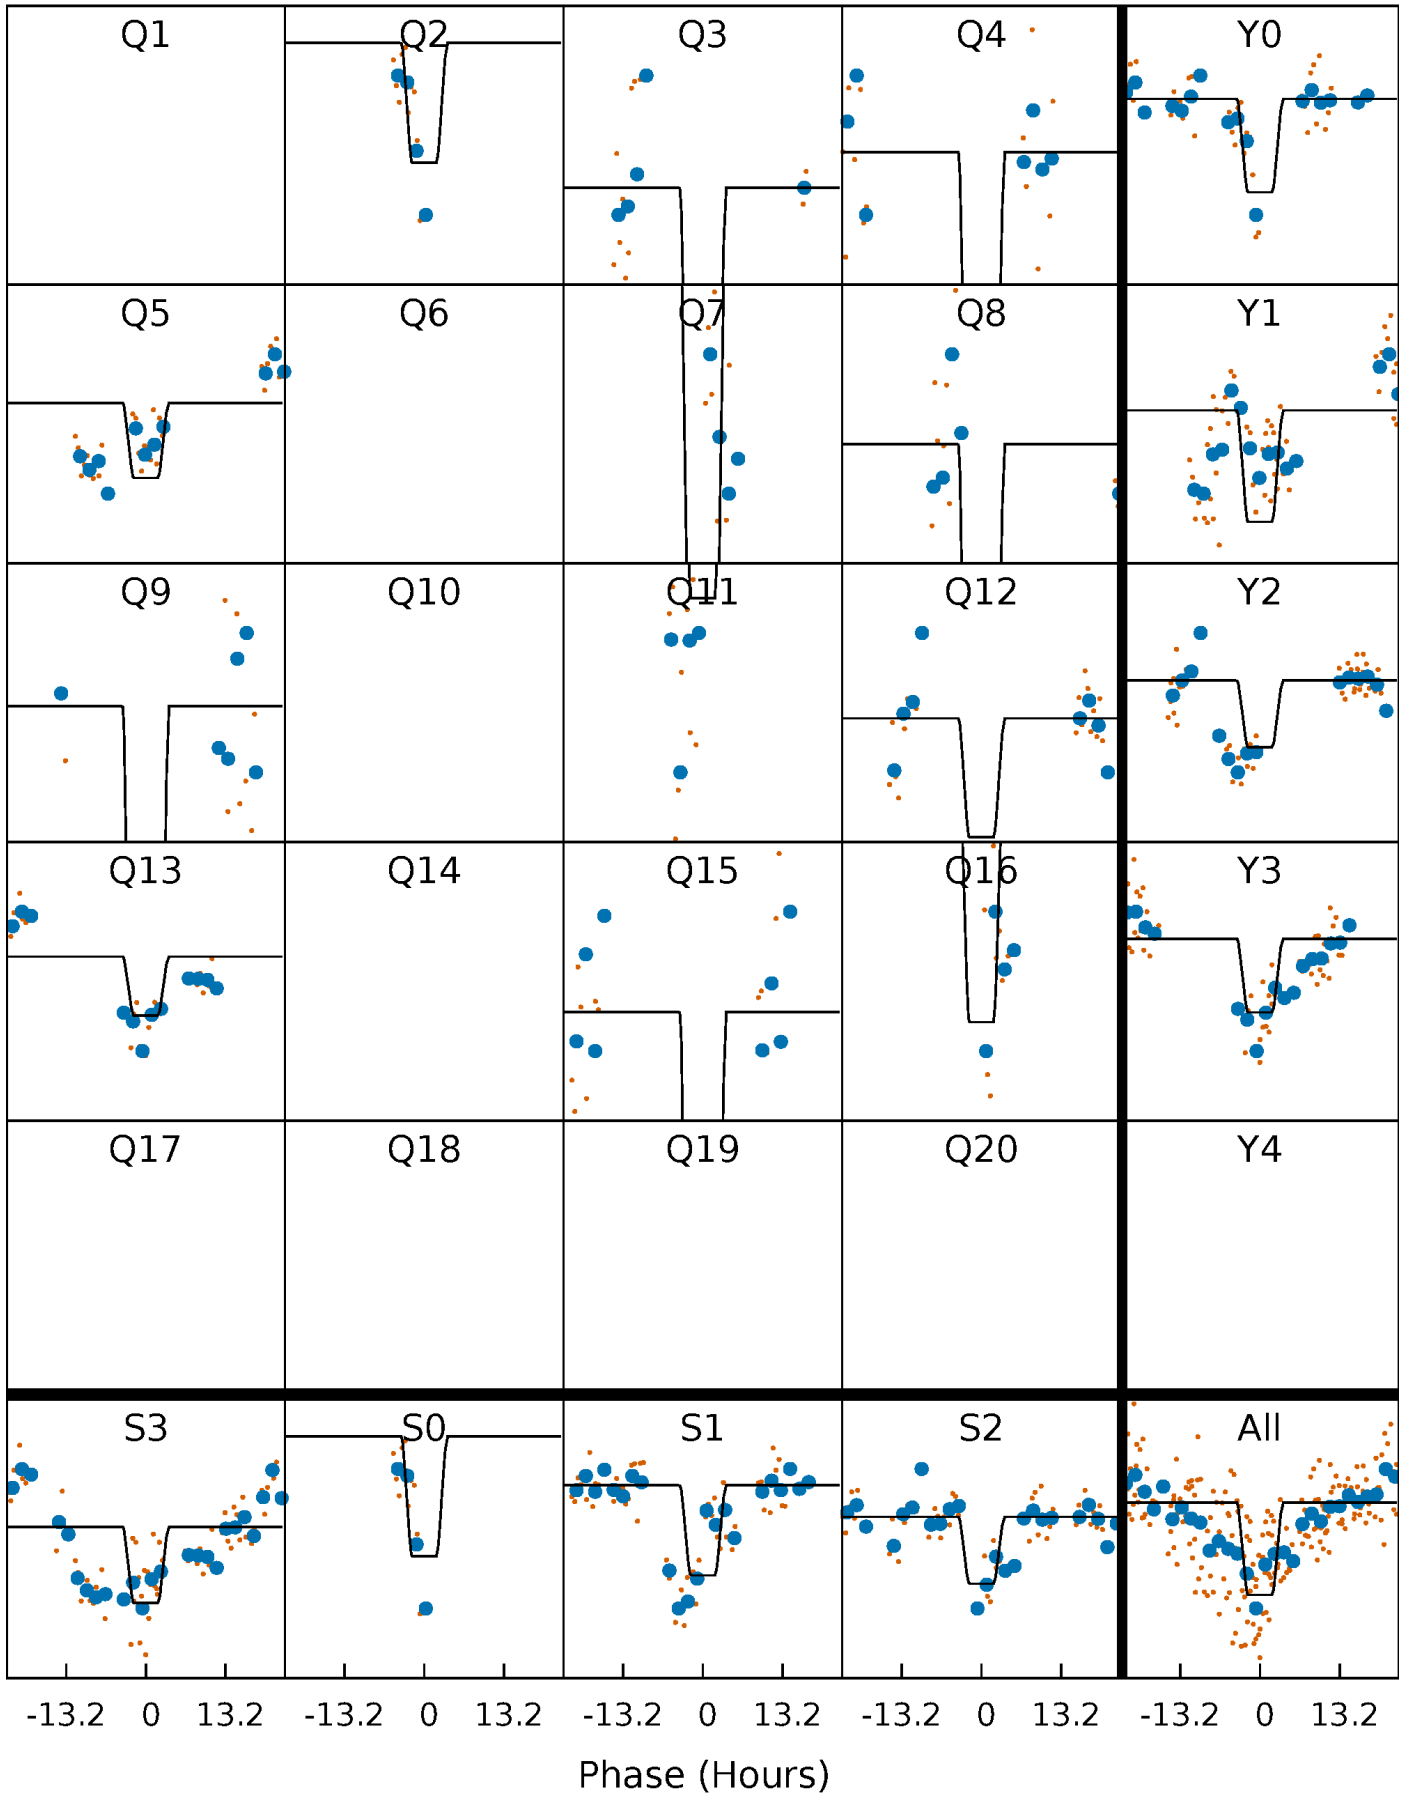 Q1 Q2 Q3 Q4 Y0
Q5 Q6 Q7 Q8 Y1
Q9 Q10 Q11 Q12 Y2
Q13 Q14 Q15 Q16 Y3
Q17 Q18 Q19 Q20 Y4
S3 S0 S1 S2 All
-13.2 0 13.2 -13.2 0 13.2 -13.2 0 13.2 -13.2 0 13.2 -13.2 0 13.2
Phase (Hours)